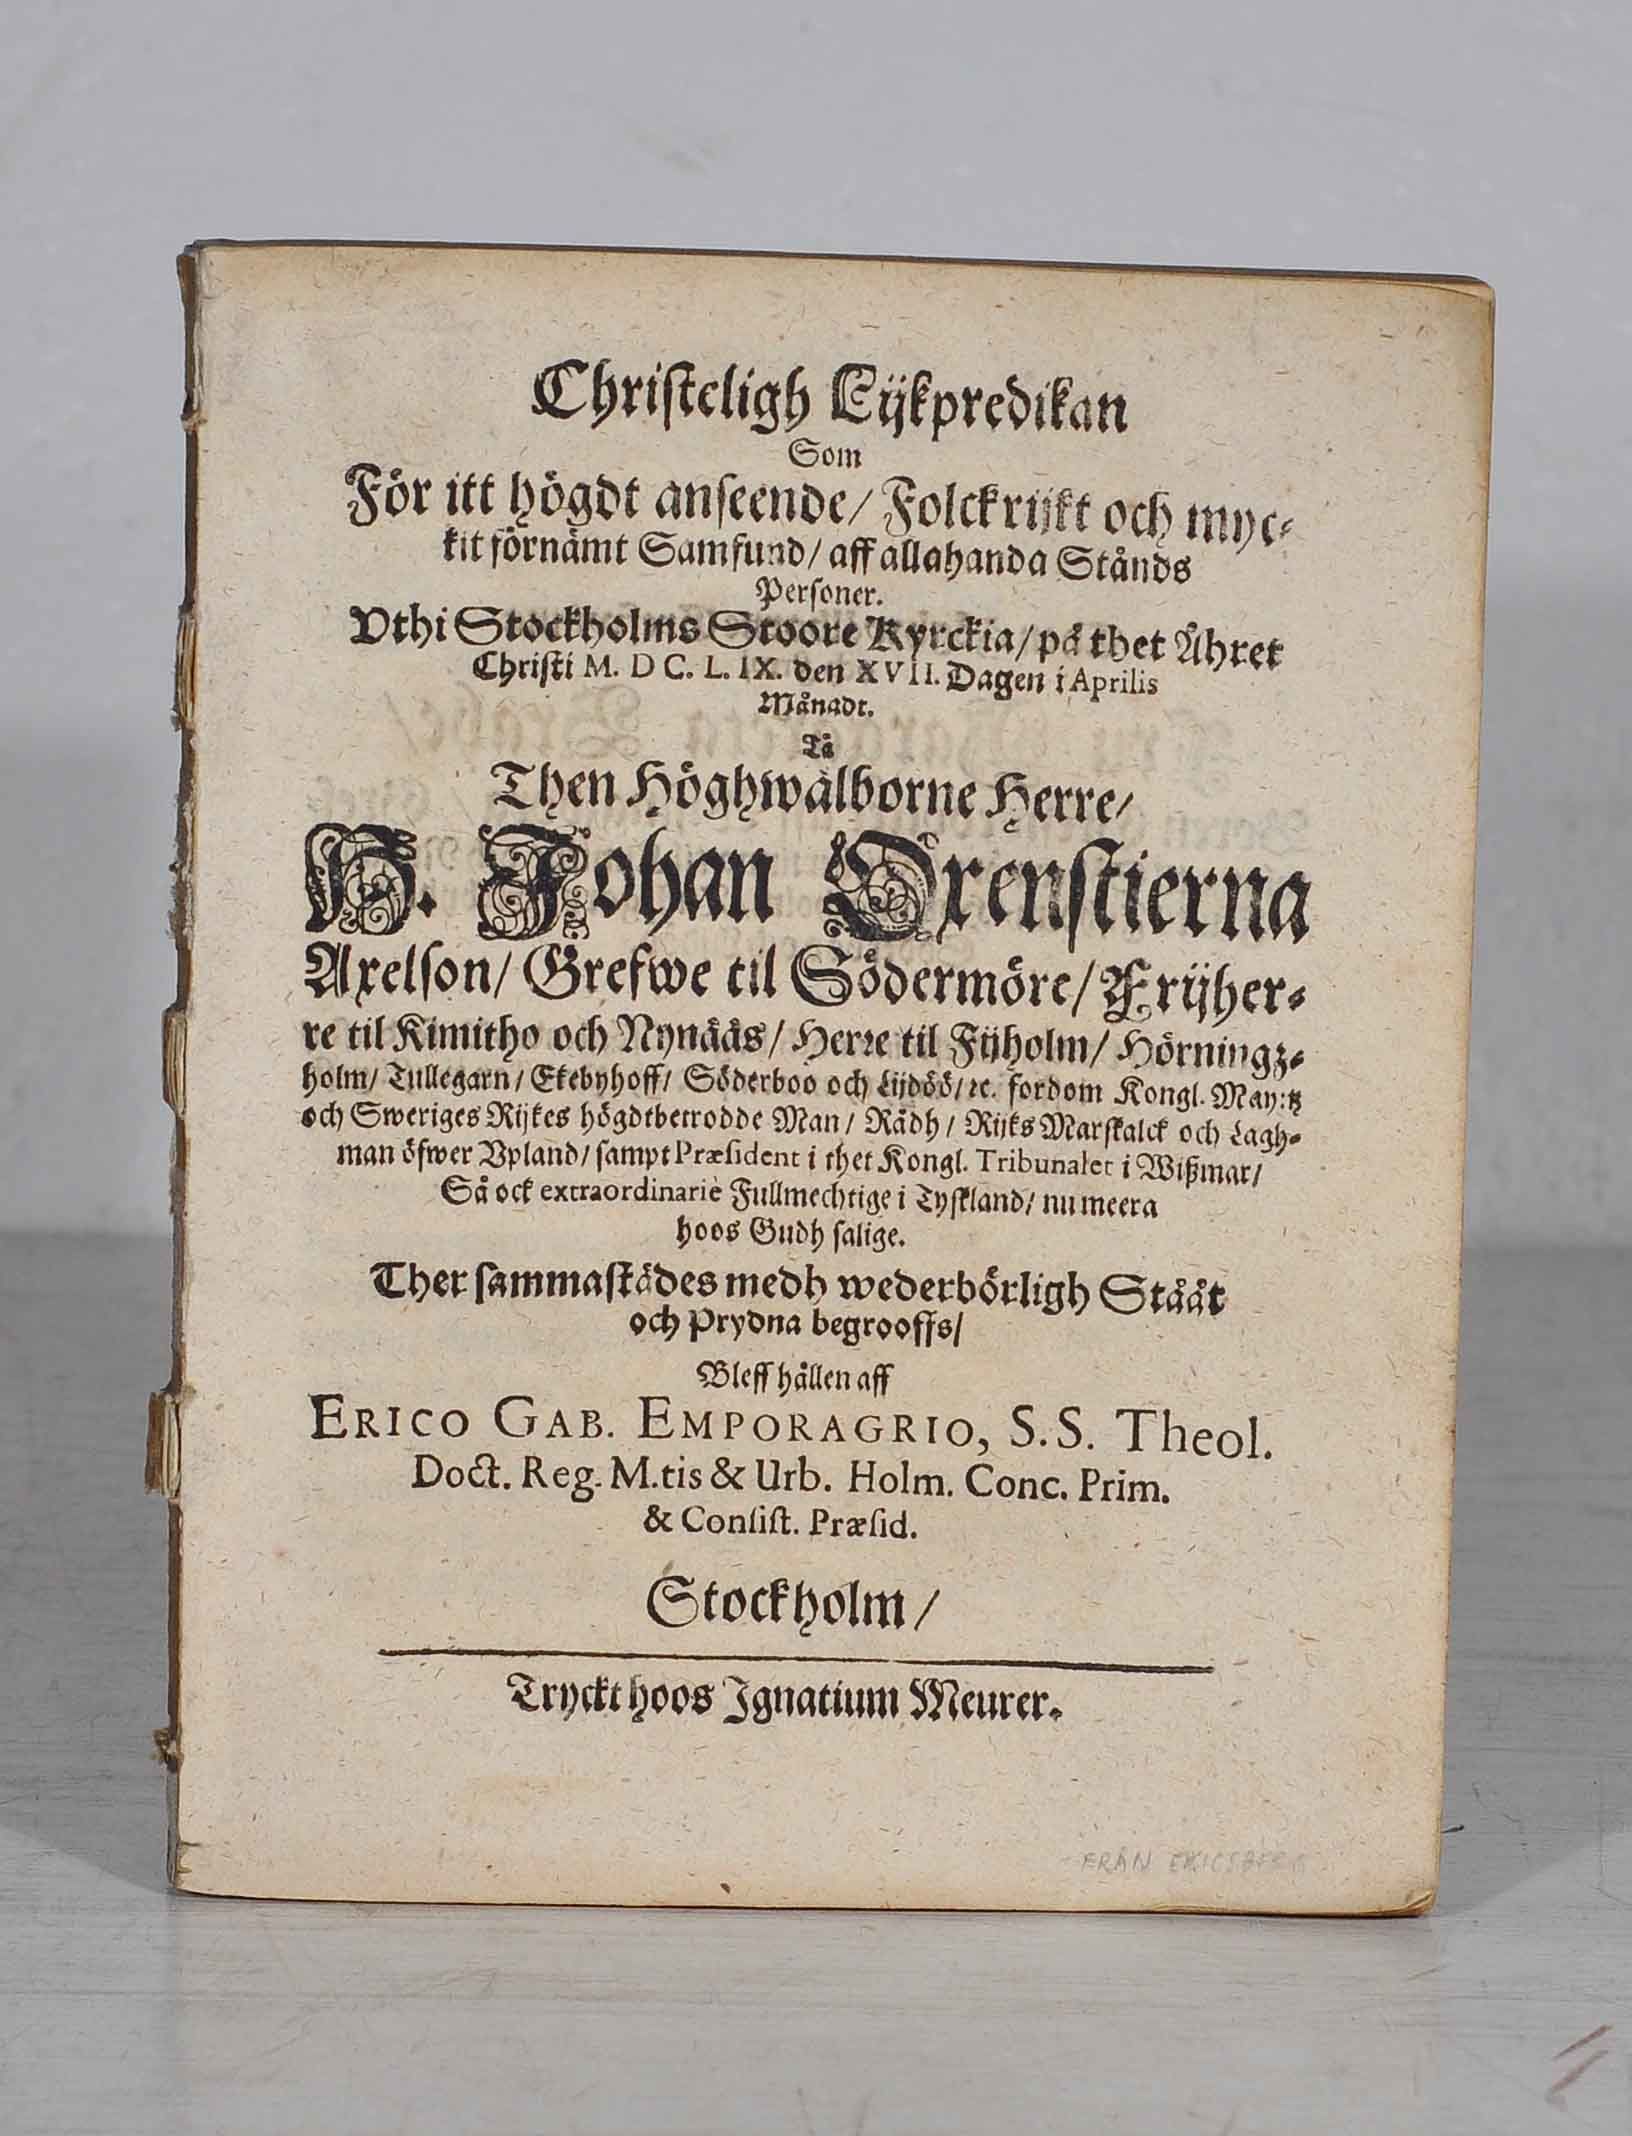 Christeligh Lijkpredikan
Som
För itt högdt anseende/ Folckrijkt och myc-
kit förnämt Samfund/ aff allahanda Stånds
Personer.
Vthi Stockholms Stoore Kyrckia/ på thet Åhret
Christi M. D C. L. IX. den XVII. Dagen i Aprilis
Månadt.
Tå
Then Höghwälborne Herre/
H. Johan Oxenstierna
Axelson/ Grefwe til Södermöre/ Frijher-
re til Kimitho och Nynääs/ Herre til Fijholm/ Hörningz-
holm/ Tullegarn/ Ekebyhoff/ Söderboo och Lijdöö/ ꝛc. fordom Kongl. May:tz
och Sweriges Rijkes högdtbetrodde Man/ Rådh/ Rijks Marskalck och Lagh-
man öfwer Vpland/ sampt Præsident i thet Kongl. Tribunalet i Wißmar/
Så ock extraordinariè Fullmechtige i Tyskland/ nu meera
hoos Gudh salige.
Ther sammastädes medh wederbörligh Stååt
och Prydna begrooffs/
Bleff hållen aff
ERICO GAB. EMPORAGRIO, S.S. Theol.
Doct. Reg. M.tis & Urb. Holm. Conc. Prim.
& Consist. Præsid.
Stockholm/
Tryckt hoos Ignatium Meurer.
FRÅN ERICSBERG